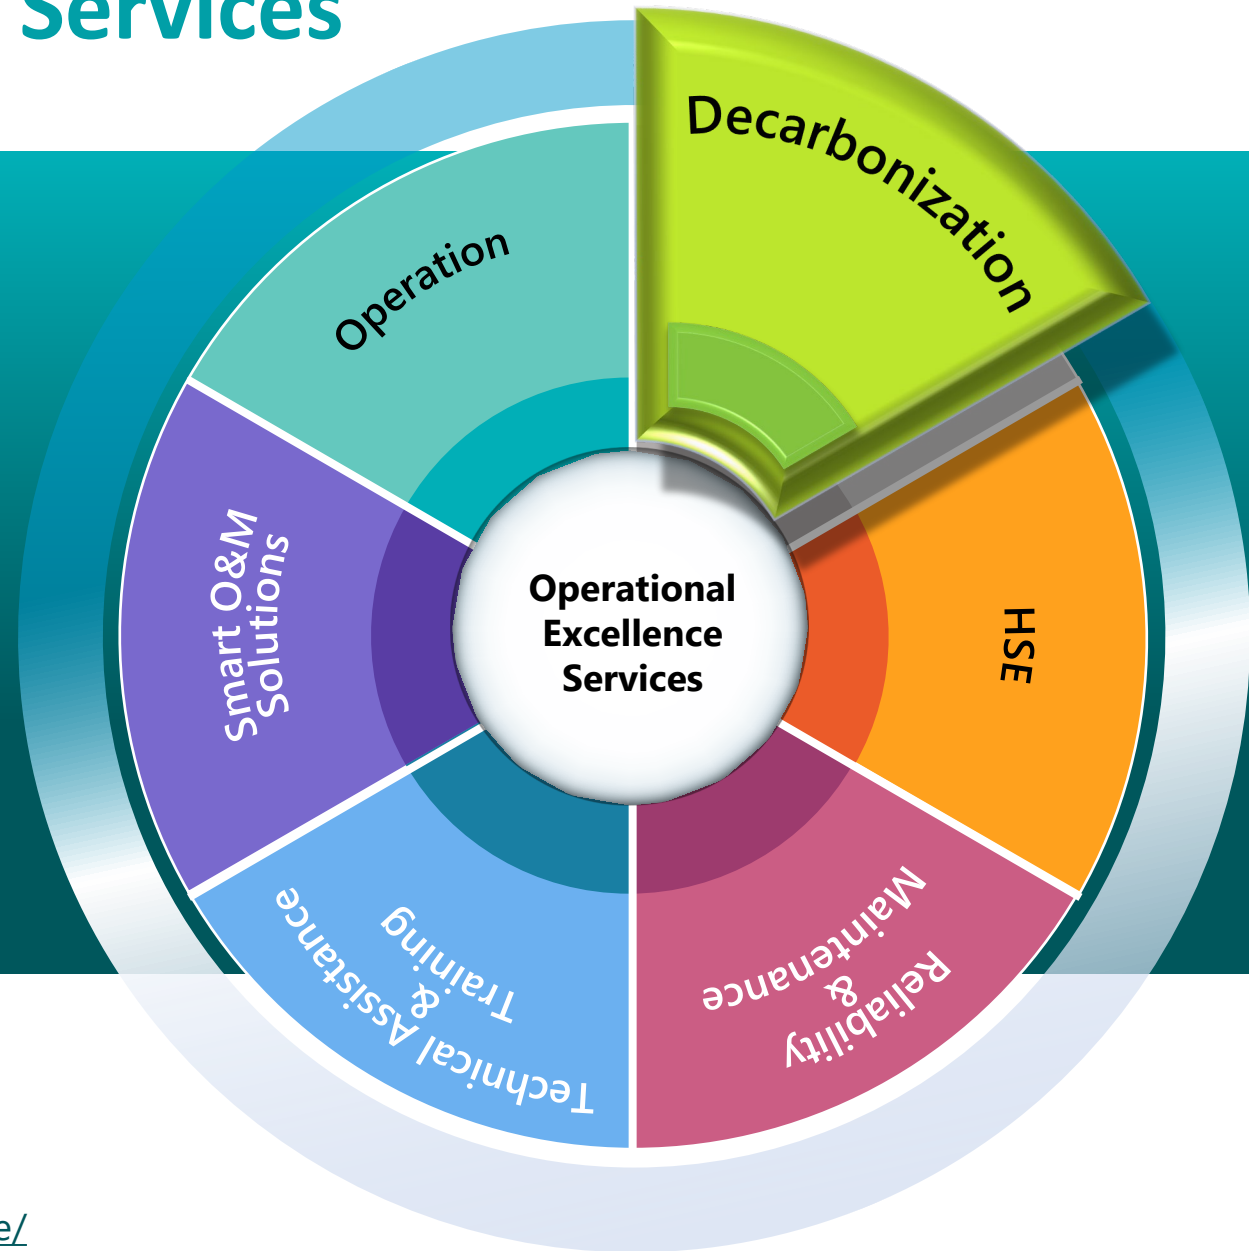 Services
Decarbonization
Operation
HSE
Smart O&M
Solutions
Operational
Excellence
Services
Reliability
&
Maintenance
Technical Assistance
&
Training
e/